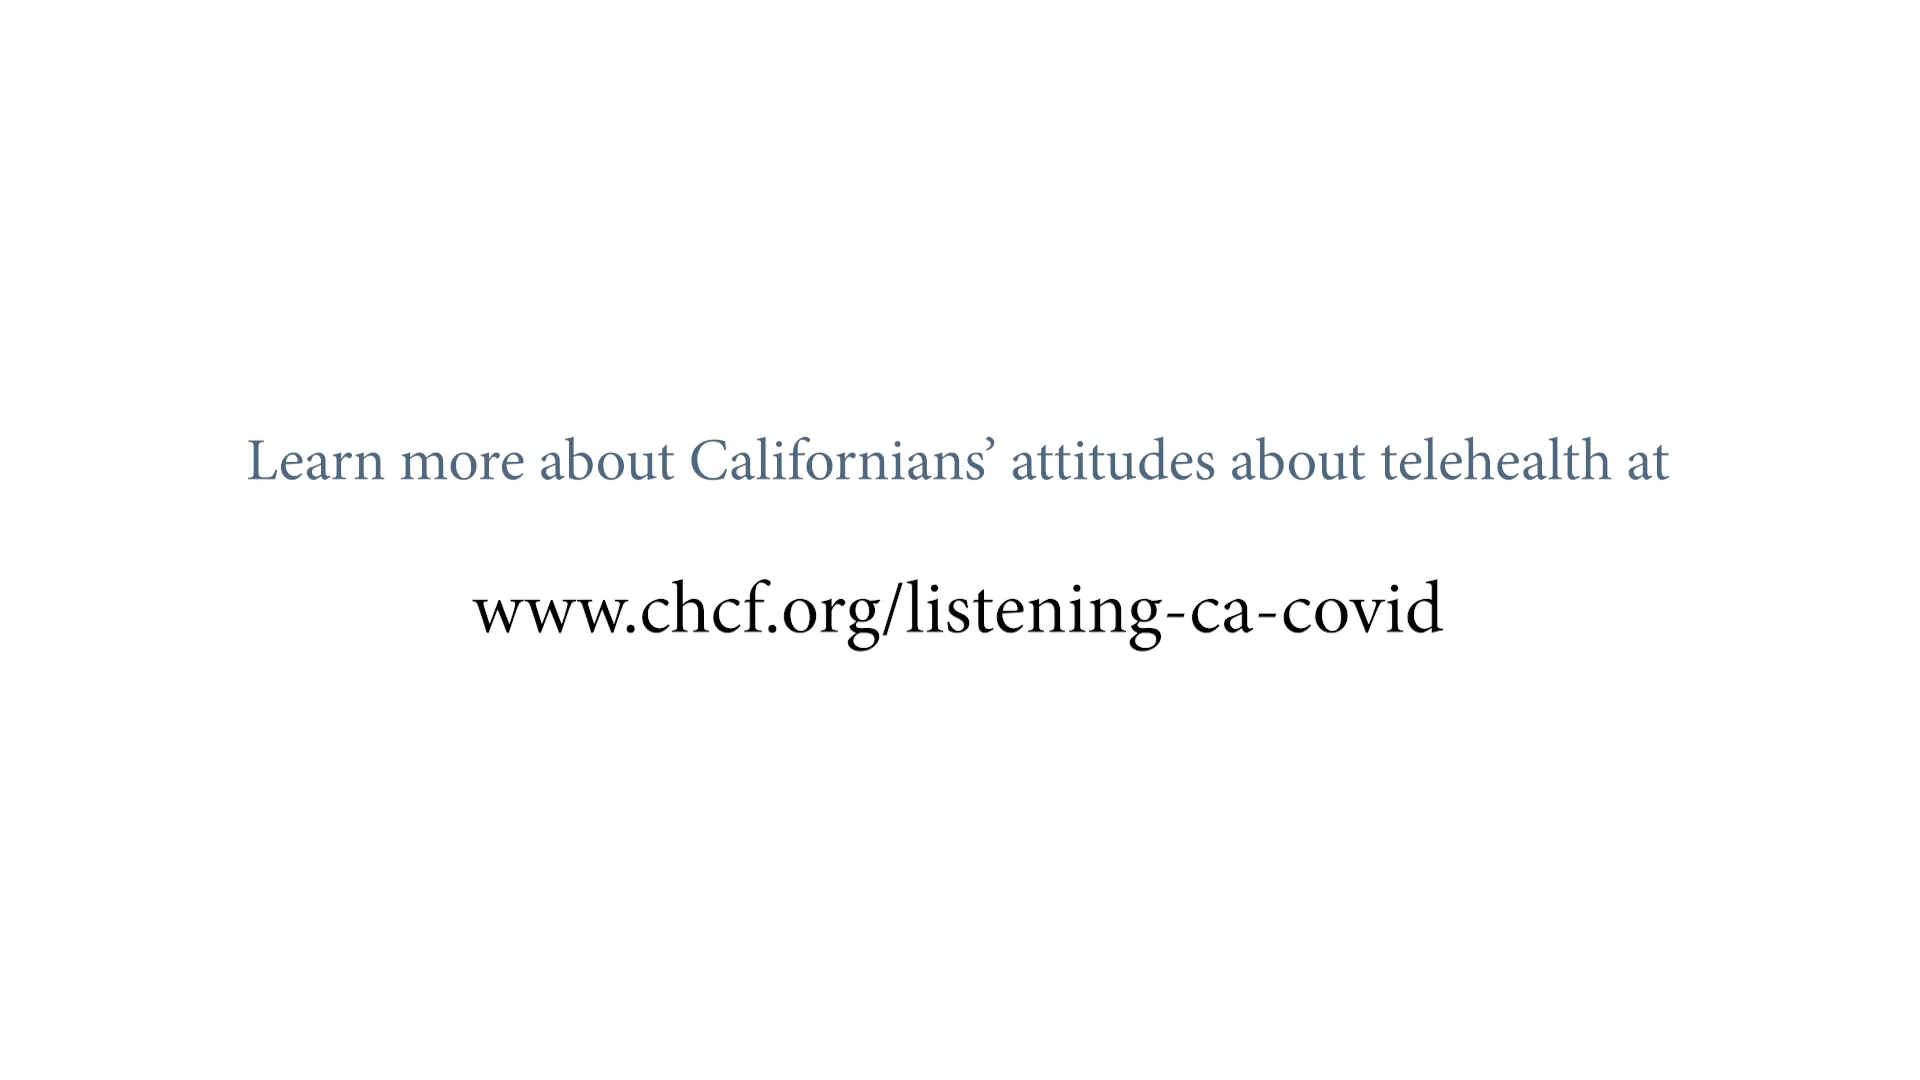 Learn more about Californians’ attitudes about telehealth at
www.chcf.org/listening-ca-covid